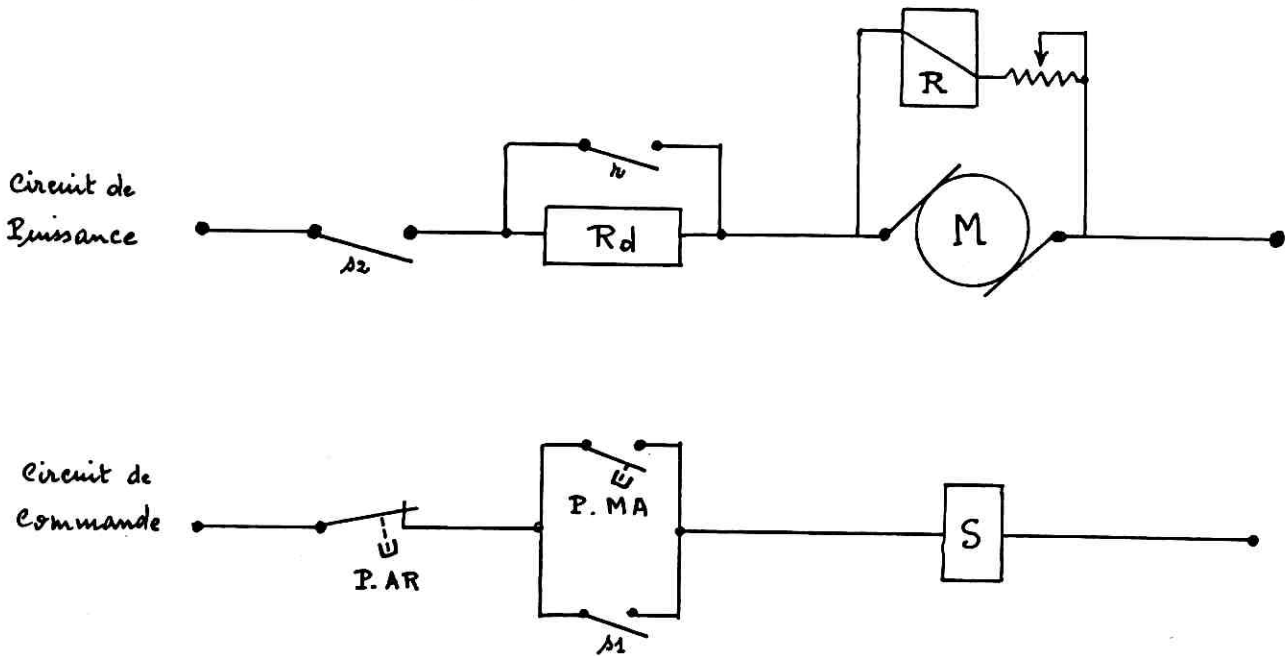 R
Circuit de
Puissance
r
Rd
M
s2
Circuit de
Commande
P. MA
S
P. AR
s1